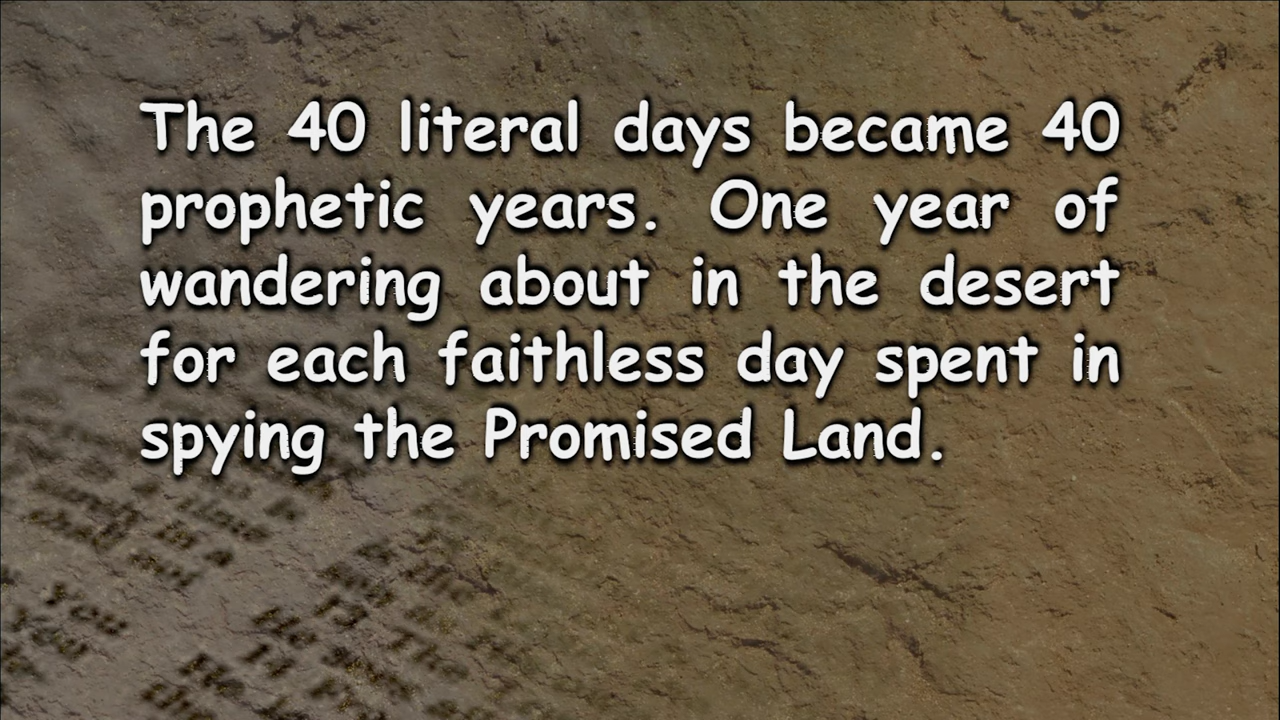 The 40 literal days became 40
prophetic years. One year of
wandering about in the desert
for each faithless day spent in
spying the Promised Land.